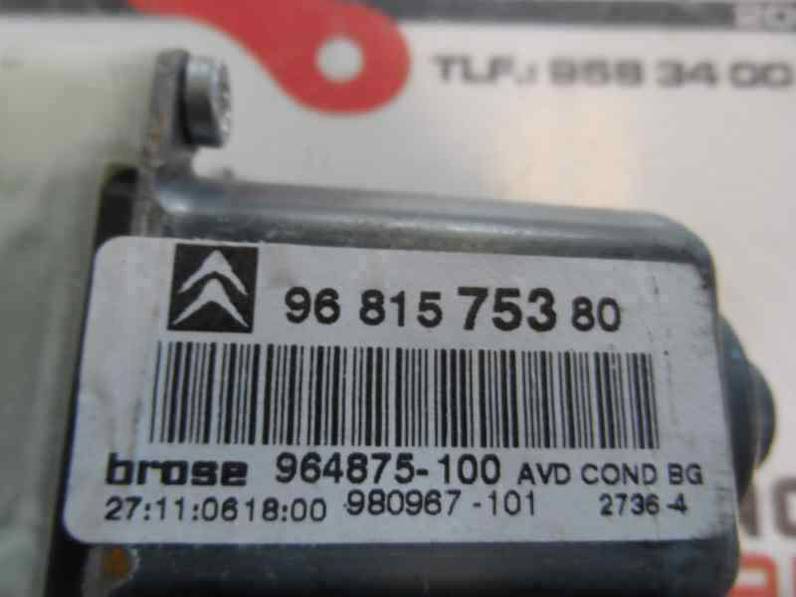 TLF.: 958 34 00
96 815 753 80
brose 964875-100 AVD COND BG
27:11:0618:00 980967-101 2736-4